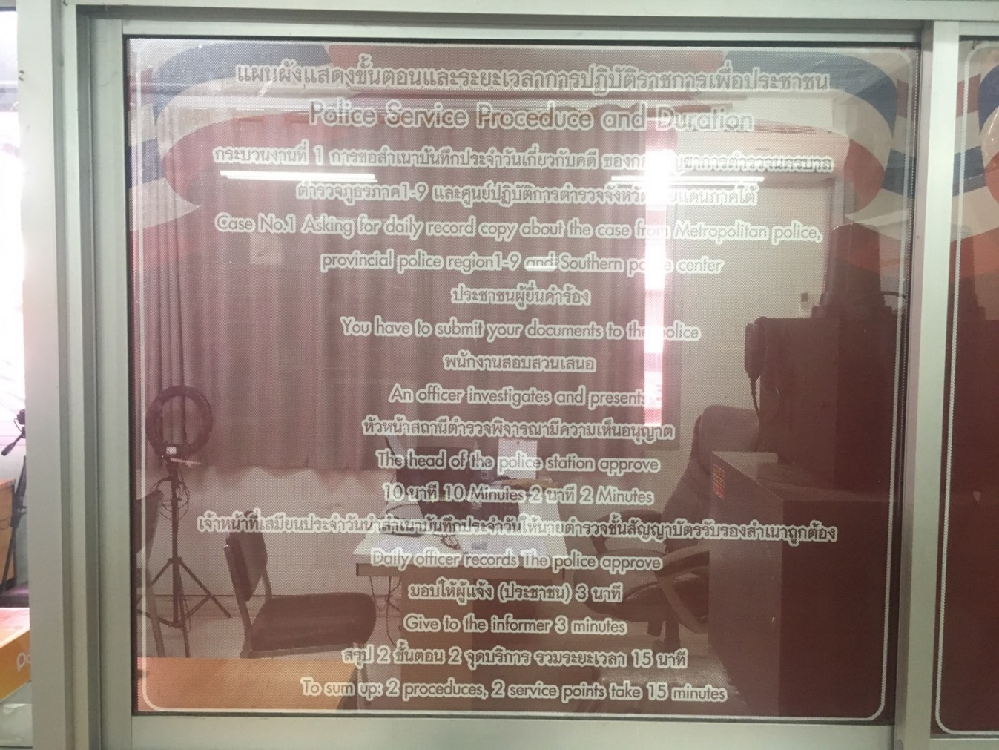 แผนผังแสดงขั้นตอนและระยะเวลาการปฏิบัติราชการเพื่อประชาชน
Police Service Proceduce and Duration
กระบวนงานที่ 1 การขอสำเนาบันทึกประจำวันเกี่ยวกับคดี ของกองบัญชาการตำรวจนครบาล
ตำรวจภูธรภาค1-9 และศูนย์ปฏิบัติการตำรวจจังหวัดชายแดนภาคใต้
Case No.1 Asking for daily record copy about the case from Metropolitan police,
provincial police region1-9 and Southern police center
ประชาชนผู้ยื่นคำร้อง
You have to submit your documents to the police
พนักงานสอบสวนเสนอ
An officer investigates and presents
หัวหน้าสถานีตำรวจพิจารณามีความเห็นอนุญาต
The head of the police station approve
10 นาที 10 Minutes 2 นาที 2 Minutes
เจ้าหน้าที่เสมียนประจำวันนำสำเนาบันทึกประจำวันให้นายตำรวจชั้นสัญญาบัตรรับรองสำเนาถูกต้อง
Daily officer records The police approve
มอบให้ผู้แจ้ง (ประชาชน) 3 นาที
Give to the informer 3 minutes
สรุป 2 ขั้นตอน 2 จุดบริการ รวมระยะเวลา 15 นาที
To sum up: 2 proceduces, 2 service points take 15 minutes